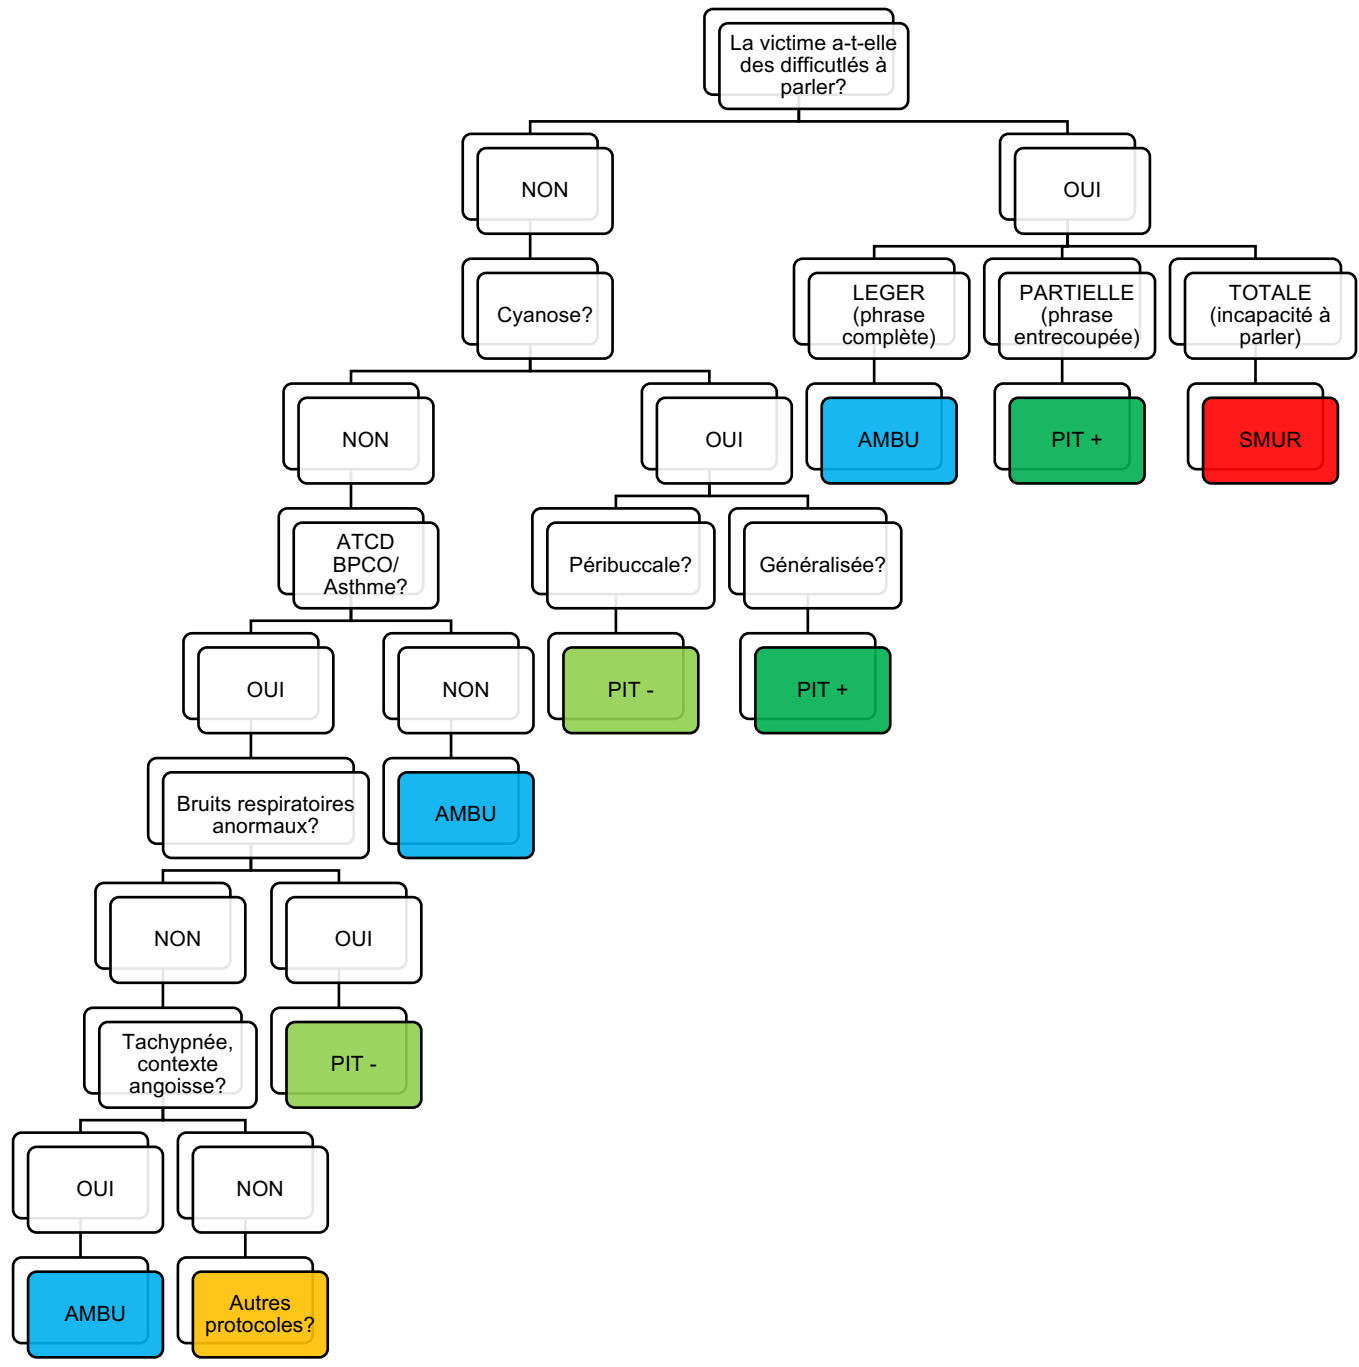 La victime a-t-elle
des difficutlés à
parler?
NON
OUI
Cyanose?
LEGER
(phrase
complète)
PARTIELLE
(phrase
entrecoupée)
TOTALE
(incapacité à
parler)
NON
OUI
AMBU
PIT +
SMUR
ATCD
BPCO/
Asthme?
Péribuccale?
Généralisée?
OUI
NON
PIT -
PIT +
Bruits respiratoires
anormaux?
AMBU
NON
OUI
Tachypnée,
contexte
angoisse?
PIT -
OUI
NON
AMBU
Autres
protocoles?